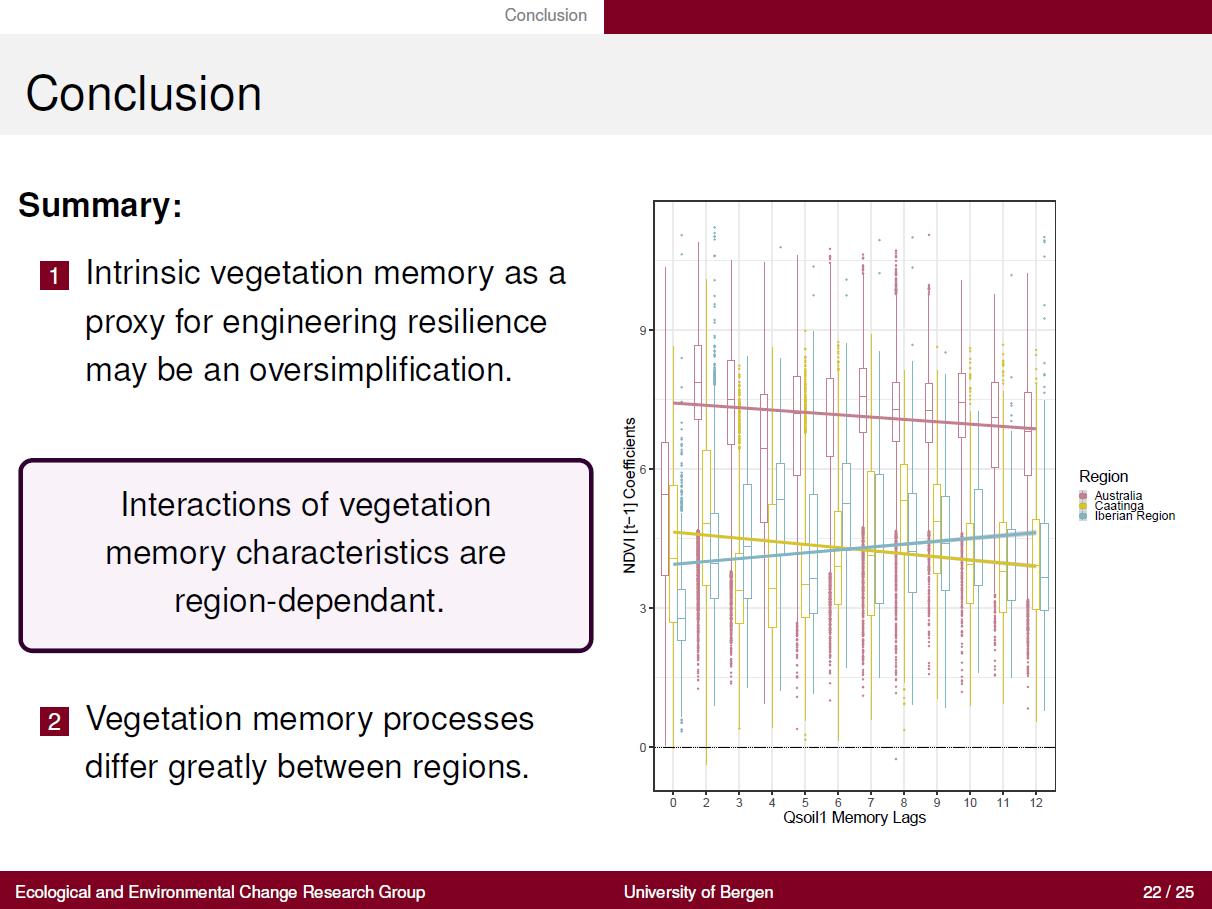 Conclusion
Conclusion
Summary:
1 Intrinsic vegetation memory as a
proxy for engineering resilience
may be an oversimplification.
Interactions of vegetation
memory characteristics are
region-dependant.
2 Vegetation memory processes
differ greatly between regions.
NDVI [t−1] Coefficients
9
6
3
0
0 2 3 4 5 6 7 8 9 10 11 12
Qsoil1 Memory Lags
Region
Australia
Caatinga
Iberian Region
Ecological and Environmental Change Research Group University of Bergen 22 / 25